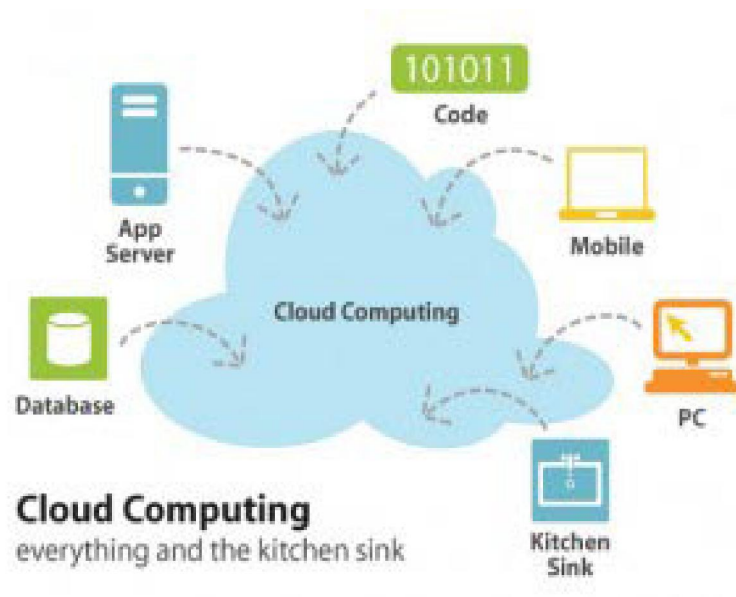 101011
Code
App
Server
Mobile
Cloud Computing
Database
PC
Kitchen
Sink
Cloud Computing
everything and the kitchen sink